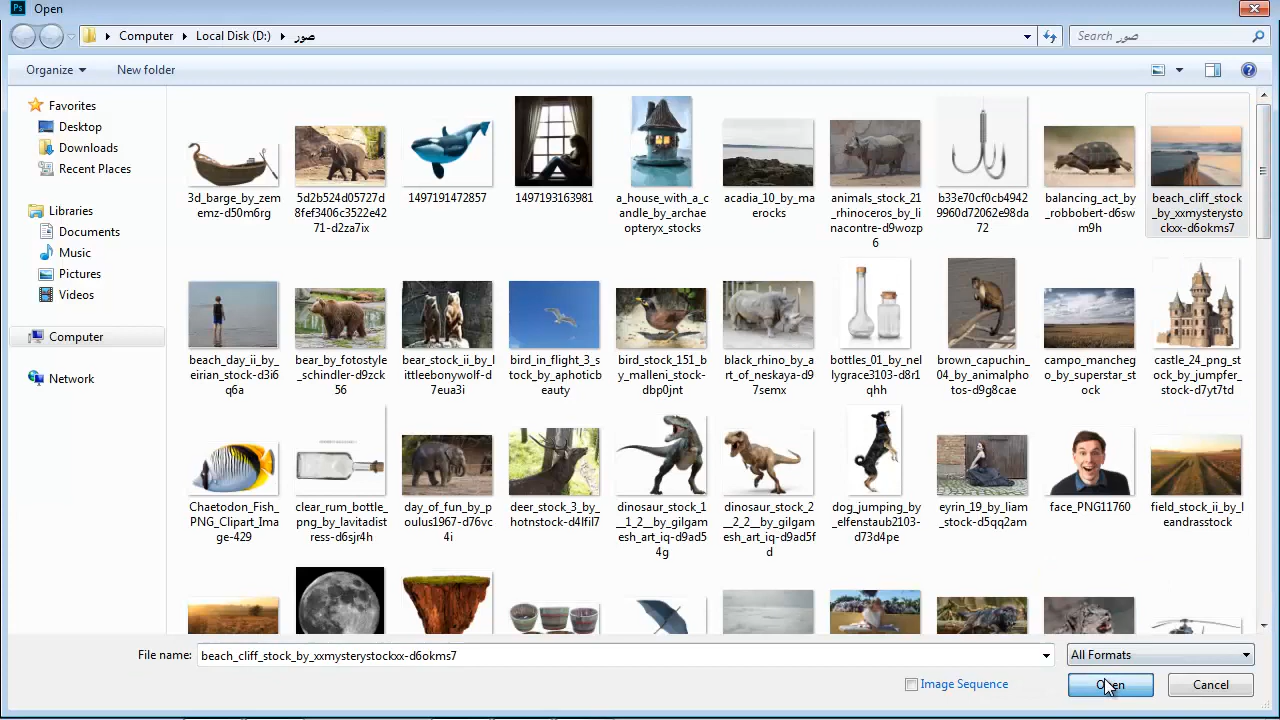 Ps Open
Computer Local Disk (D:) صور
Search صور
Organize New folder
Favorites
Desktop
Downloads
Recent Places
Libraries
Documents
Music
Pictures
Videos
Computer
Network
3d_barge_by_zem
emz-d50m6rg
5d2b524d05727d
8fef3406c3522e42
71-d2za7ix
1497191472857
1497193163981
a_house_with_a_c
andle_by_archae
opteryx_stocks
acadia_10_by_ma
erocks
animals_stock_21
_rhinoceros_by_li
nacontre-d9wozp
6
b33e70cf0cb4942
9960d72062e98da
72
balancing_act_by
_robbobert-d6sw
m9h
beach_cliff_stock
_by_xxmysterysto
ckxx-d6okms7
beach_day_ii_by_
eirian_stock-d3i6
q6a
bear_by_fotostyle
_schindler-d9zck
56
bear_stock_ii_by_l
ittleebonywolf-d
7eua3i
bird_in_flight_3_s
tock_by_aphoticb
eauty
bird_stock_151_b
y_malleni_stock-
dbp0jnt
black_rhino_by_a
rt_of_neskaya-d9
7semx
bottles_01_by_nel
lygrace3103-d8r1
qhh
brown_capuchin_
04_by_animalpho
tos-d9g8cae
campo_mancheg
o_by_superstar_st
ock
castle_24_png_st
ock_by_jumpfer_
stock-d7yt7td
Chaetodon_Fish_
PNG_Clipart_Ima
ge-429
clear_rum_bottle_
png_by_lavitadist
ress-d6sjr4h
day_of_fun_by_p
oulus1967-d76vc
4i
deer_stock_3_by_
hotnstock-d4lfil7
dinosaur_stock_1
__1_2__by_gilgam
esh_art_iq-d9ad5
4g
dinosaur_stock__
2__2_2__by_gilgam
esh_art_iq-d9ad5f
d
dog_jumping_by
_elfenstaub2103-
d73d4pe
eyrin_19_by_liam
_stock-d5qq2am
face_PNG11760
field_stock_ii_by_l
eandrasstock
File name: beach_cliff_stock_by_xxmysterystockxx-d6okms7 All Formats
Image Sequence Open Cancel